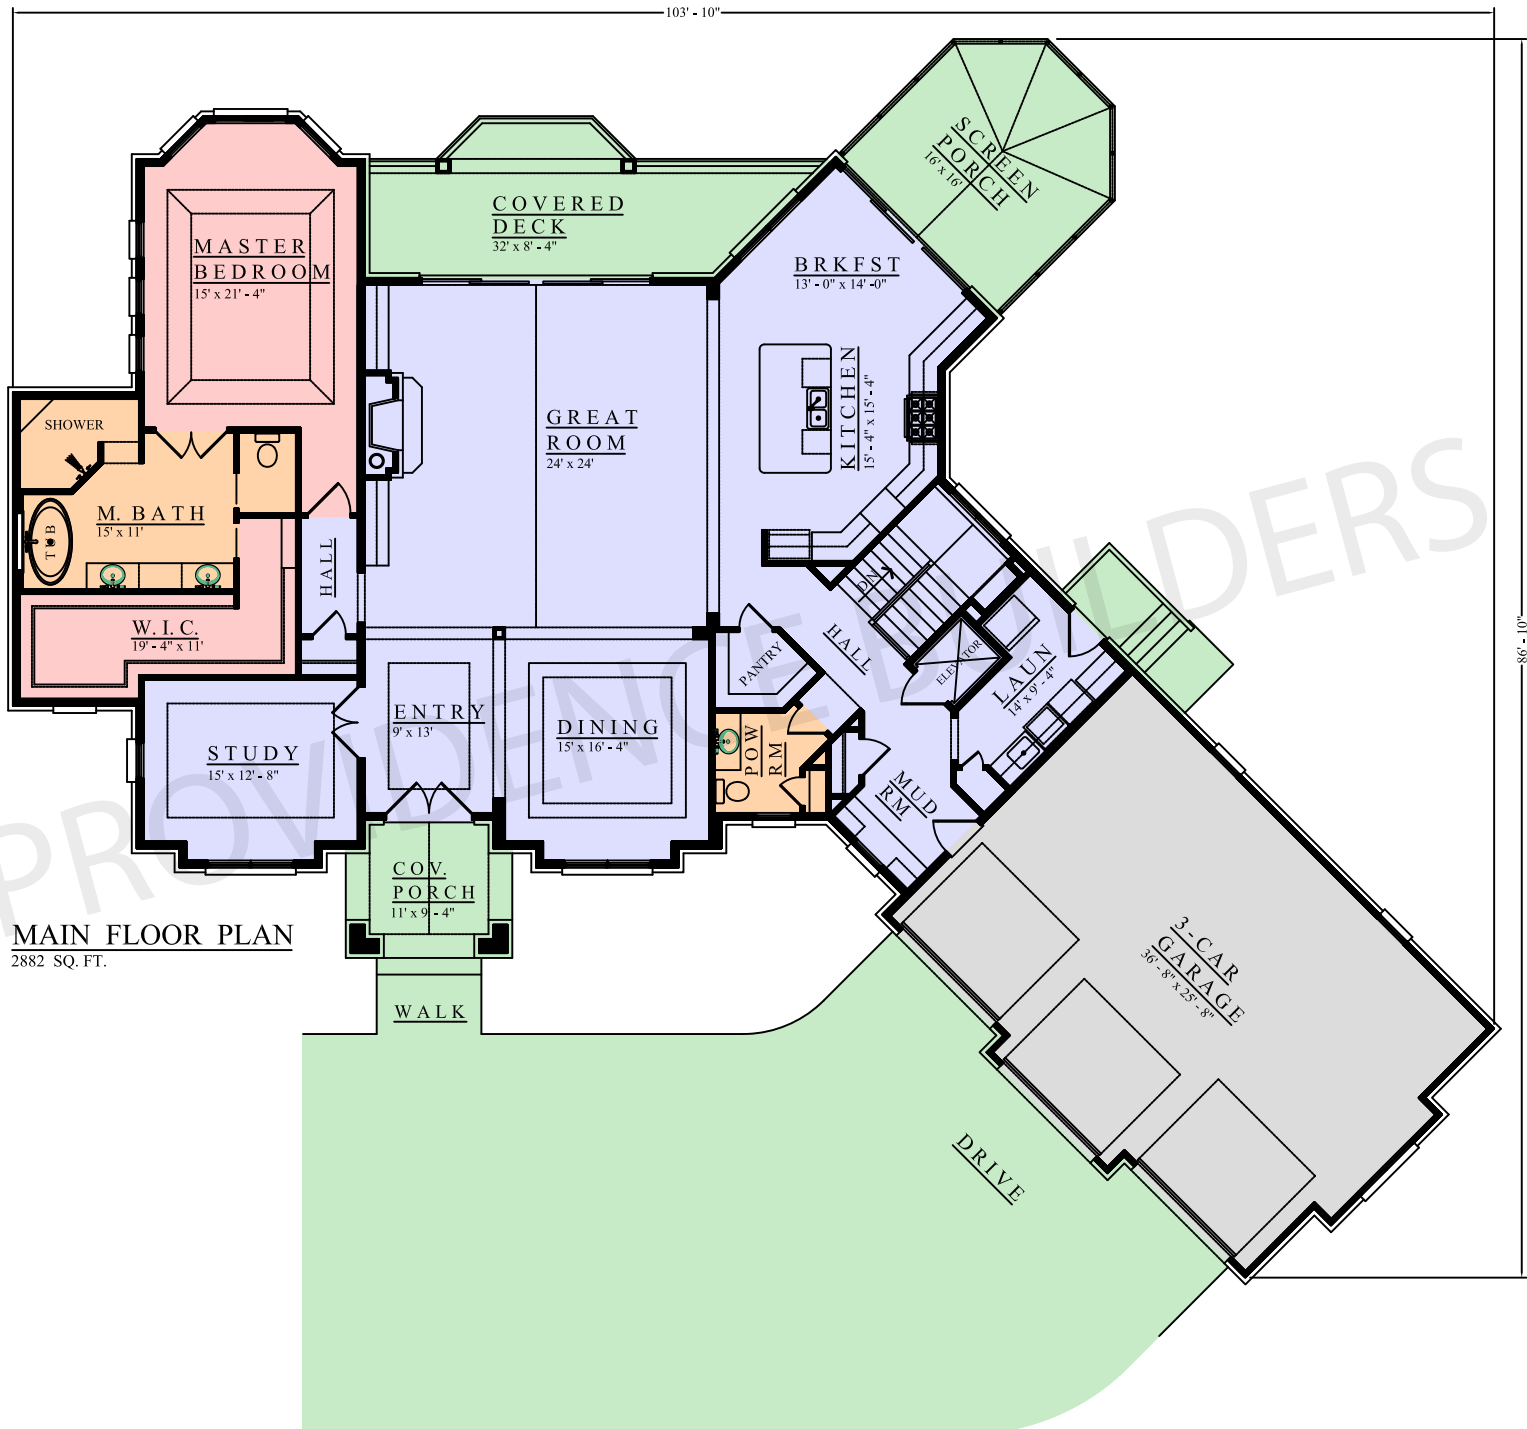 103' - 10"
SCREEN
PORCH
16' x 16'
COVERED
DECK
32' x 8' - 4"
MASTER
BEDROOM
15' x 21' - 4"
BRKFST
13' - 0" x 14' -0"
KITCHEN
15' - 4" x 15' - 4"
GREAT
ROOM
24' x 24'
SHOWER
M. BATH
15' x 11'
TUB
HALL
W. I. C.
19' - 4" x 11'
DN
HALL
PANTRY
ELEVATOR
LAUN
14' x 9' - 4"
86' - 10"
ENTRY
9' x 13'
DINING
15' x 16' - 4"
STUDY
15' x 12' - 8"
POW
RM
MUD
RM
COV.
PORCH
11' x 9' - 4"
3-CAR
GARAGE
36' - 8" x 25' - 8"
MAIN FLOOR PLAN
2882 SQ. FT.
WALK
DRIVE
PROVIDENCE BUILDERS